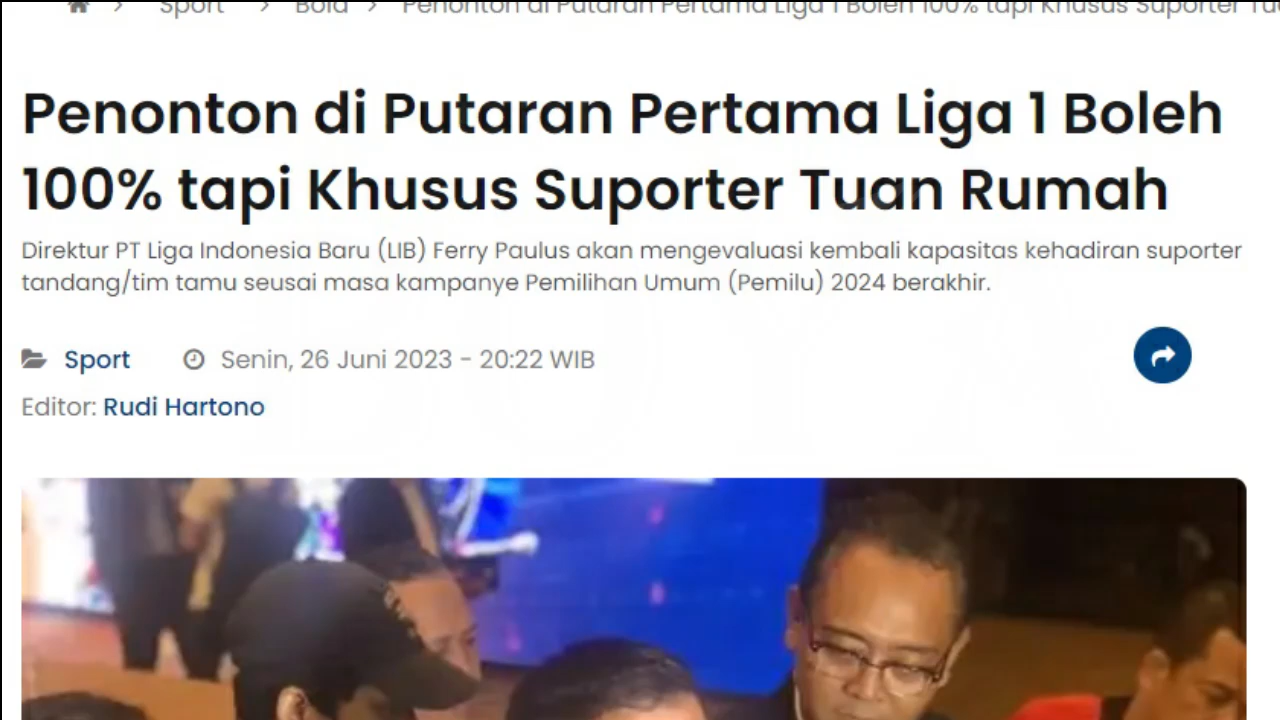 Sport > Bola > Penonton di Putaran Pertama Liga 1 Boleh 100% tapi Khusus Suporter
Penonton di Putaran Pertama Liga 1 Boleh
100% tapi Khusus Suporter Tuan Rumah
Direktur PT Liga Indonesia Baru (LIB) Ferry Paulus akan mengevaluasi kembali kapasitas kehadiran suporter
tandang/tim tamu seusai masa kampanye Pemilihan Umum (Pemilu) 2024 berakhir.
Sport Senin, 26 Juni 2023 - 20:22 WIB
Editor: Rudi Hartono